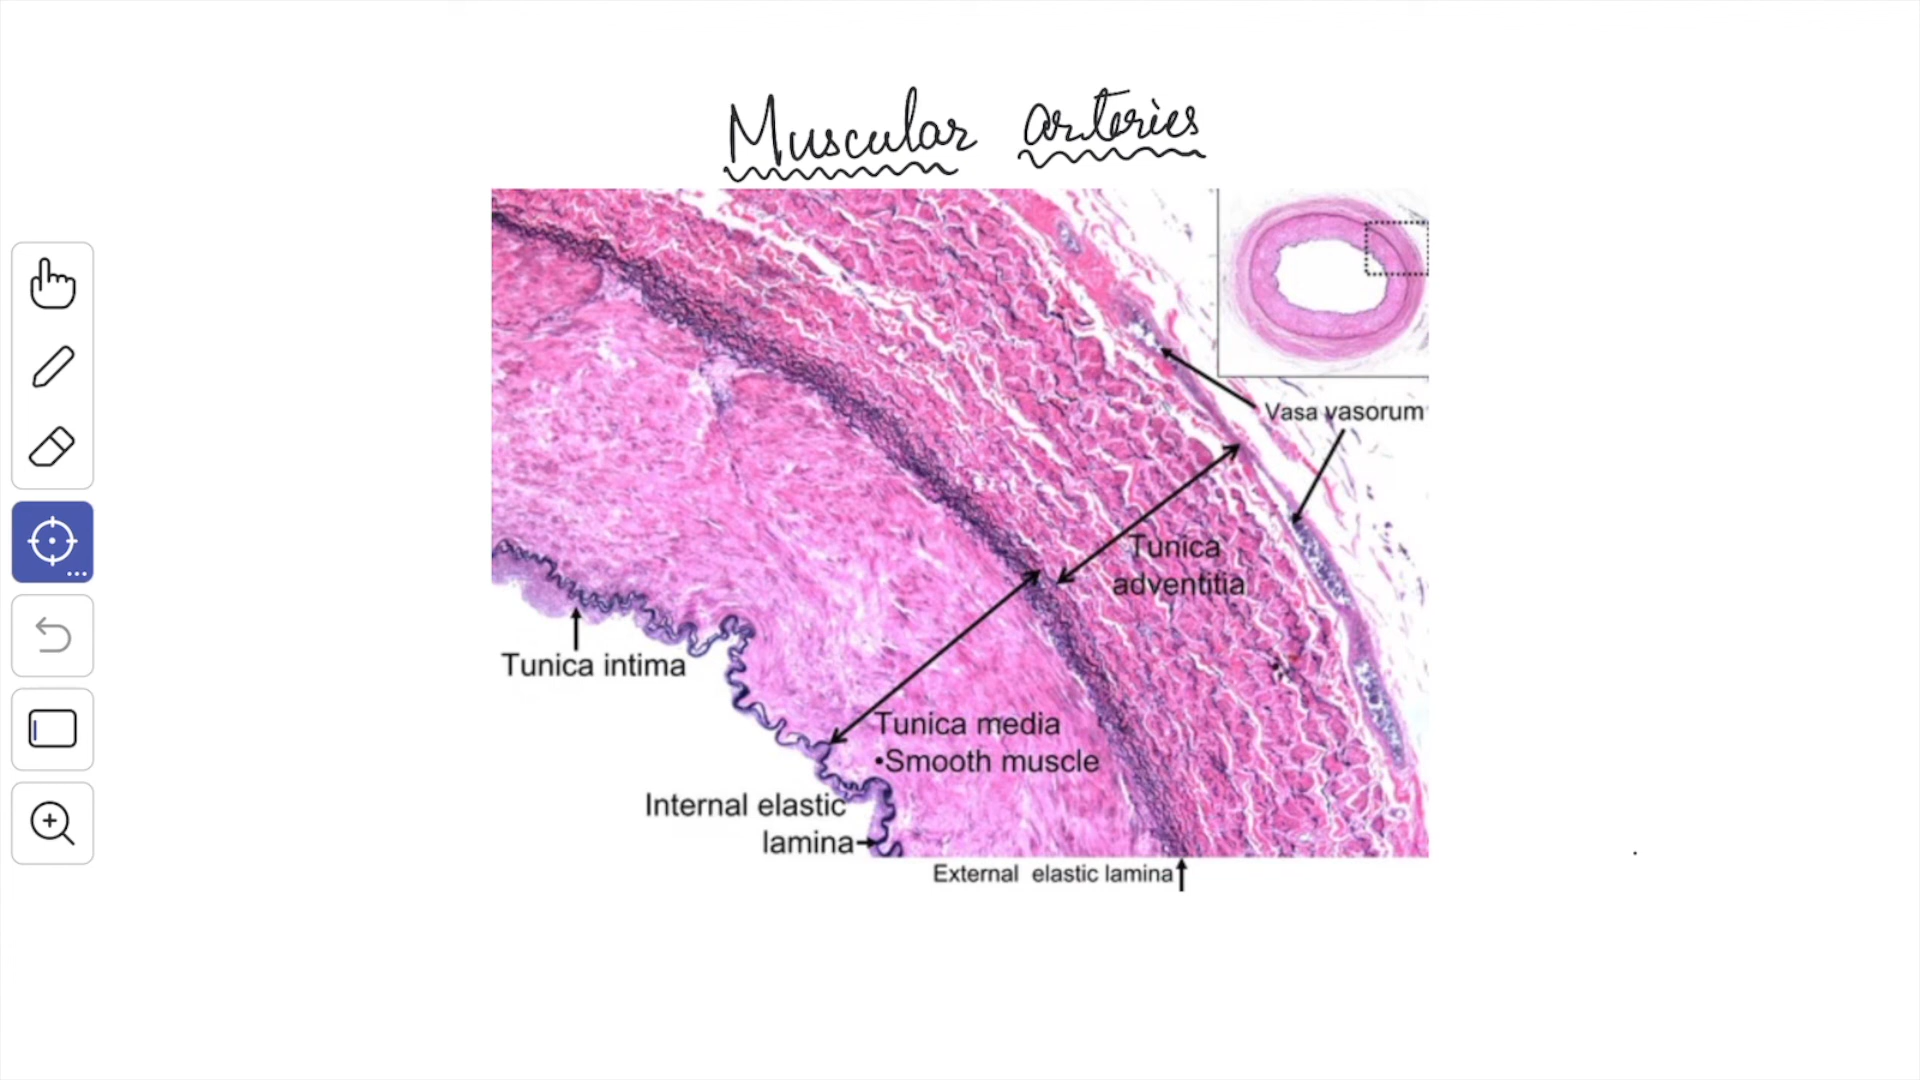 Muscular arteries
Vasa vasorum
Tunica
adventitia
Tunica intima
Tunica media
•Smooth muscle
Internal elastic
lamina
External elastic lamina